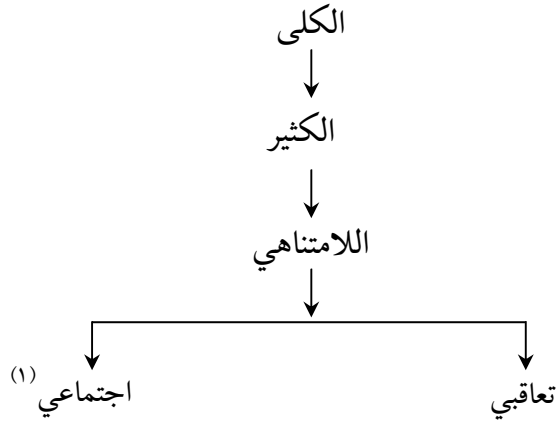 الكلى
الكثير
اللامتناهي
تعاقبي
اجتماعي (١)